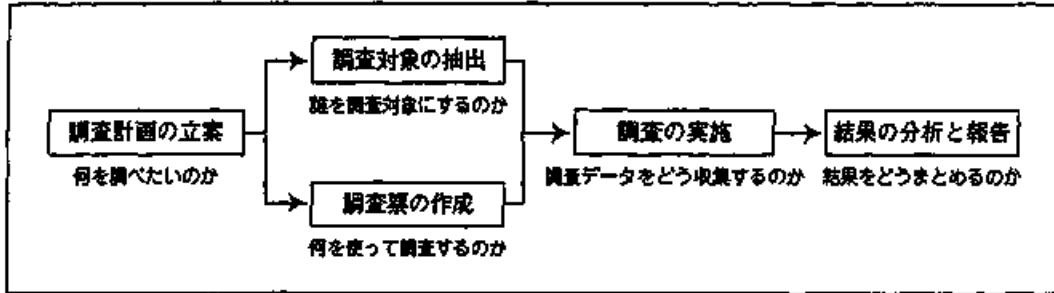 調査対象の抽出
誰を調査対象にするのか
調査計画の立案
何を調べたいのか
調査票の作成
何を使って調査するのか
調査の実施
調査データをどう収集するのか
結果の分析と報告
結果をどうまとめるのか